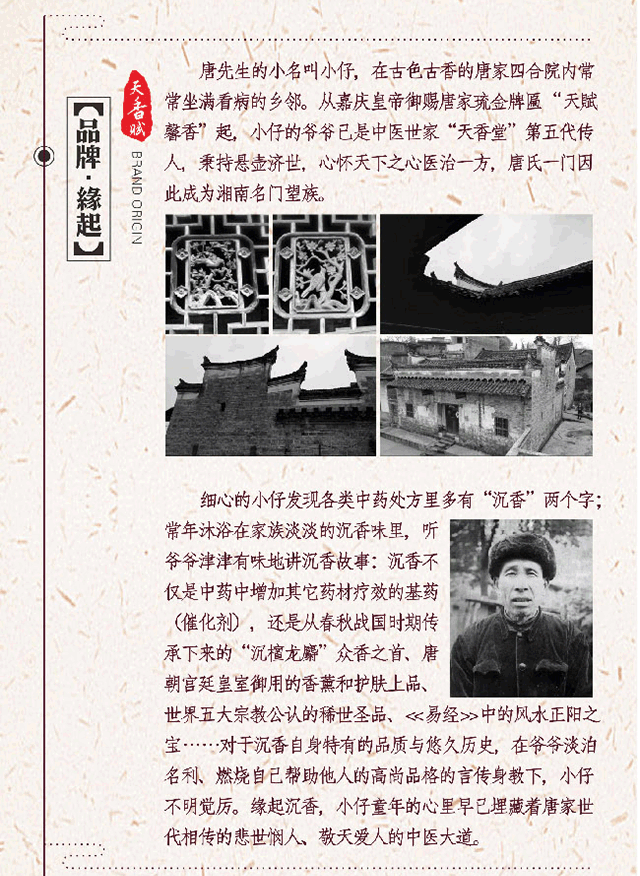 天香赋
BRAND ORIGIN
【品牌·緣起】
唐先生的小名叫小仔，在古色古香的唐家四合院内常
常坐满看病的乡邻。从嘉庆皇帝御赐唐家琉金牌匾“天赋
馨香”起，小仔的爷爷已是中医世家“天香堂”第五代传
人，秉持悬壶济世，心怀天下之心医治一方，唐氏一门因
此成为湘南名门望族。
细心的小仔发现各类中药处方里多有“沉香”两个字；
常年沐浴在家族淡淡的沉香味里，听
爷爷津津有味地讲沉香故事：沉香不
仅是中药中增加其它药材疗效的基药
（催化剂），还是从春秋战国时期传
承下来的“沉檀龙麝”众香之首、唐
朝宫廷皇室御用的香薰和护肤上品、
世界五大宗教公认的稀世圣品、<<易经>>中的风水正阳之
宝……对于沉香自身特有的品质与悠久历史，在爷爷淡泊
名利、燃烧自己帮助他人的高尚品格的言传身教下，小仔
不明觉厉。缘起沉香，小仔童年的心里早已埋藏着唐家世
代相传的悲世悯人、敬天爱人的中医大道。